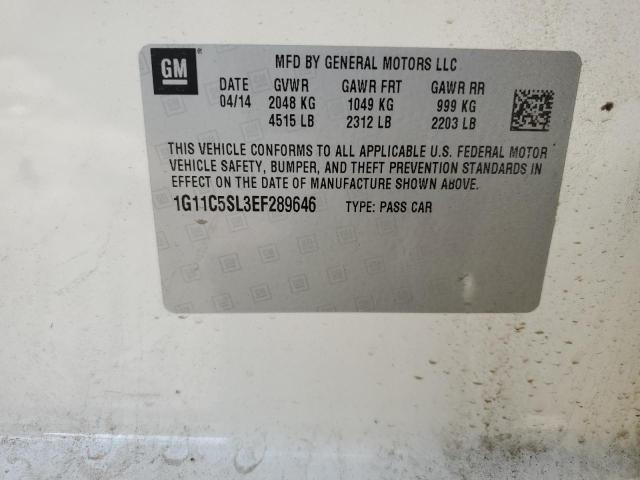 GM
MFD BY GENERAL MOTORS LLC
DATE GVWR GAWR FRT GAWR RR
04/14 2048 KG 1049 KG 999 KG
4515 LB 2312 LB 2203 LB
THIS VEHICLE CONFORMS TO ALL APPLICABLE U.S. FEDERAL MOTOR
VEHICLE SAFETY, BUMPER, AND THEFT PREVENTION STANDARDS IN
EFFECT ON THE DATE OF MANUFACTURE SHOWN ABOVE.
1G11C5SL3EF289646 TYPE: PASS CAR